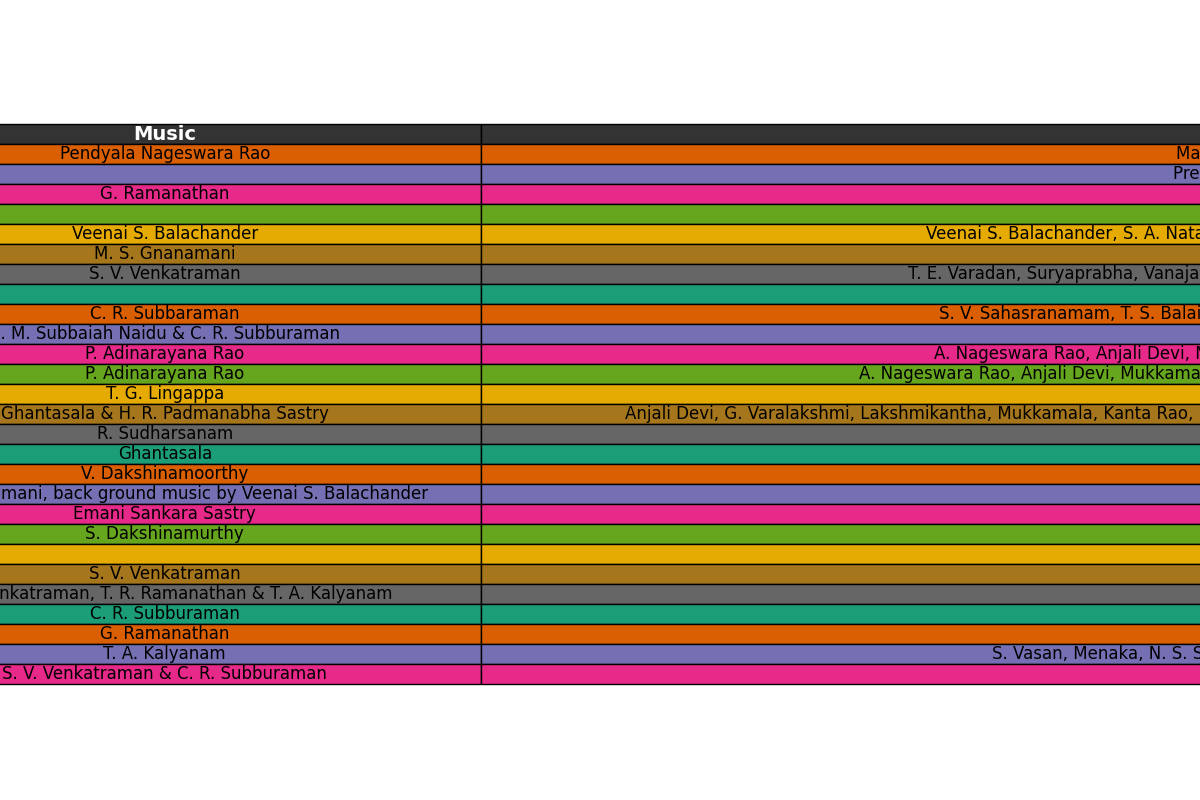 Music
Pendyala Nageswara Rao Ma
Pre
G. Ramanathan
Veenai S. Balachander Veenai S. Balachander, S. A. Nata
M. S. Gnanamani
S. V. Venkatraman T. E. Varadan, Suryaprabha, Vanaja
C. R. Subbaraman S. V. Sahasranamam, T. S. Balai
. M. Subbaiah Naidu & C. R. Subburaman
P. Adinarayana Rao A. Nageswara Rao, Anjali Devi, N
P. Adinarayana Rao A. Nageswara Rao, Anjali Devi, Mukkama
T. G. Lingappa
Ghantasala & H. R. Padmanabha Sastry Anjali Devi, G. Varalakshmi, Lakshmikantha, Mukkamala, Kanta Rao,
R. Sudharsanam
Ghantasala
V. Dakshinamoorthy
mani, back ground music by Veenai S. Balachander
Emani Sankara Sastry
S. Dakshinamurthy
S. V. Venkatraman
nkatraman, T. R. Ramanathan & T. A. Kalyanam
C. R. Subburaman
G. Ramanathan
T. A. Kalyanam S. Vasan, Menaka, N. S. S
S. V. Venkatraman & C. R. Subburaman